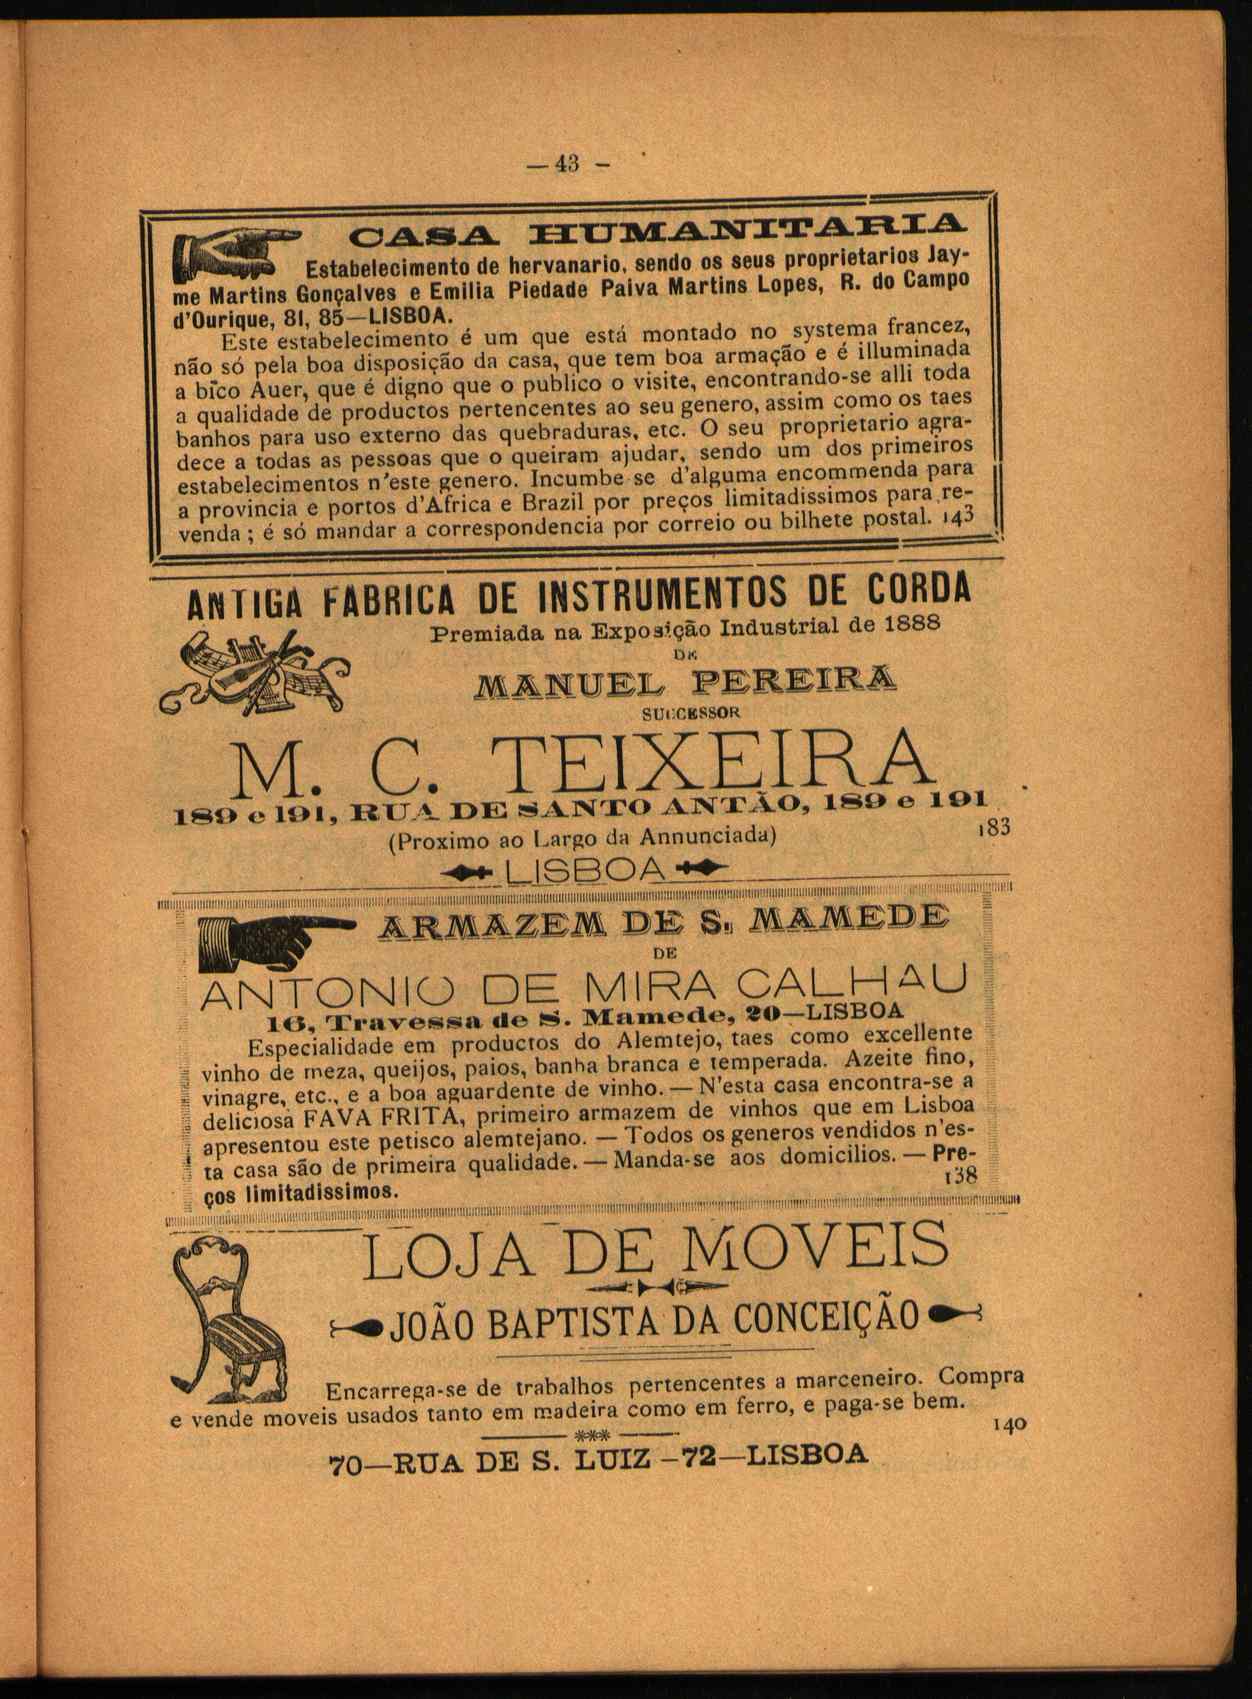 — 43 -
CASA HUMANITARIA
Estabelecimento de hervanario, sendo os seus proprietarios Jay-
me Martins Gonçalves e Emilia Piedade Paiva Martins Lopes, R. do Campo
d'Ourique, 81, 85—LISBOA.
Este estabelecimento é um que está montado no systema francez,
não só pela boa disposição da casa, que tem boa armação e é illuminada
a bico Auer, que é digno que o publico o visite, encontrando-se alli toda
a qualidade de productos pertencentes ao seu genero, assim como os taes
banhos para uso externo das quebraduras, etc. O seu proprietario agra-
dece a todas as pessoas que o queiram ajudar, sendo um dos primeiros
estabelecimentos n'este genero. Incumbe-se d'alguma encommenda para
a provincia e portos d'Africa e Brazil por preços limitadissimos para re-
venda ; é só mandar a correspondencia por correio ou bilhete postal. 143
ANTIGA FABRICA DE INSTRUMENTOS DE CORDA
Premiada na Exposição Industrial de 1888
DE
MANUEL PEREIRA
SUCCESSOR
M. C. TEIXEIRA
189 e 191, RUA DE SANTO ANTÃO, 189 e 191
(Proximo ao Largo da Annunciada) 183
LISBOA
ARMAZEM DE S. MAMEDE
DE
ANTONIO DE MIRA CALHAU
16, Travessa de S. Mamede, 20—LISBOA
Especialidade em productos do Alemtejo, taes como excellente
vinho de meza, queijos, paios, banha branca e temperada. Azeite fino,
vinagre, etc., e a boa aguardente de vinho. — N'esta casa encontra-se a
deliciosa FAVA FRITA, primeiro armazem de vinhos que em Lisboa
apresentou este petisco alemtejano. — Todos os generos vendidos n'es-
ta casa são de primeira qualidade. — Manda-se aos domicilios. — Pre-
ços limitadissimos. 138
LOJA DE MOVEIS
JOÃO BAPTISTA DA CONCEIÇÃO
Encarrega-se de trabalhos pertencentes a marceneiro. Compra
e vende moveis usados tanto em madeira como em ferro, e paga-se bem.
140
70—RUA DE S. LUIZ -72—LISBOA